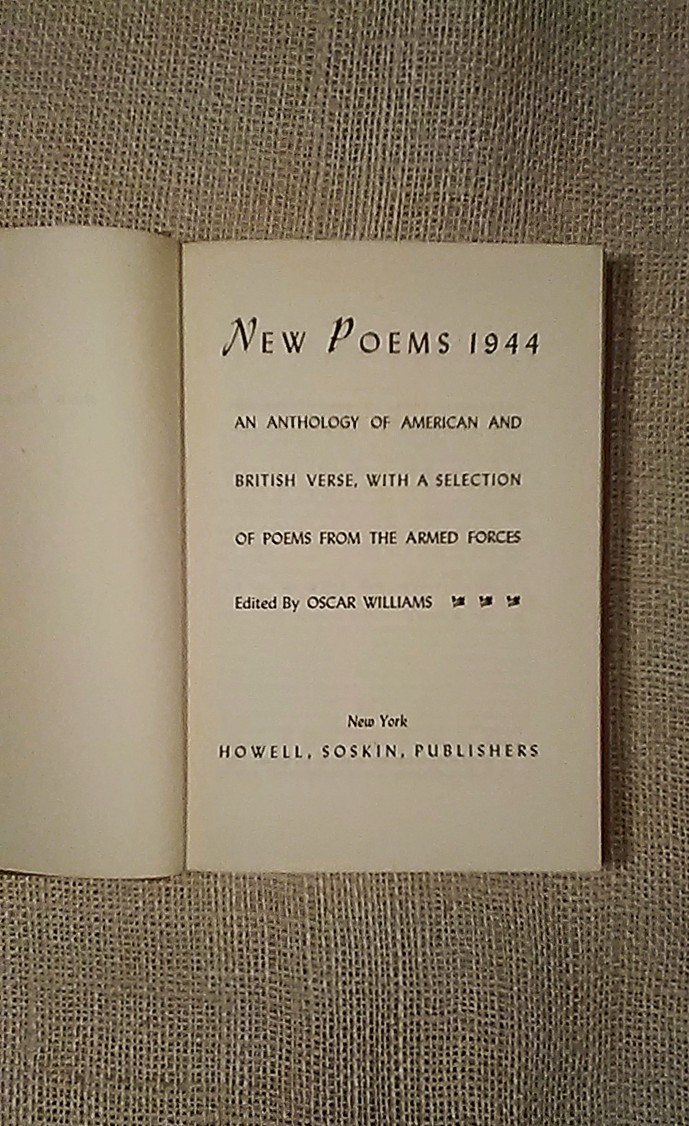 New Poems 1944
AN ANTHOLOGY OF AMERICAN AND
BRITISH VERSE, WITH A SELECTION
OF POEMS FROM THE ARMED FORCES
Edited By OSCAR WILLIAMS
New York
HOWELL, SOSKIN, PUBLISHERS